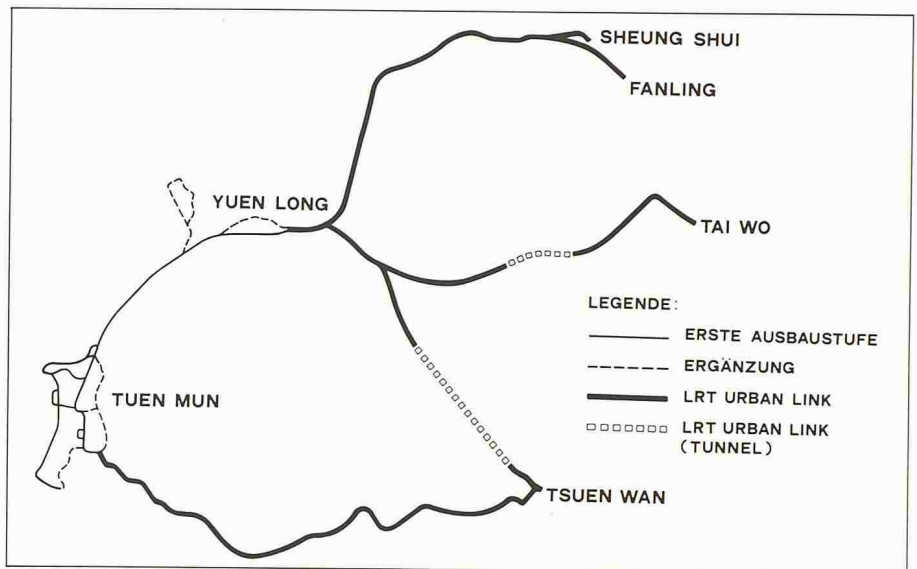 SHEUNG SHUI
FANLING
YUEN LONG
TAI WO
LEGENDE:
ERSTE AUSBAUSTUFE
ERGÄNZUNG
LRT URBAN LINK
LRT URBAN LINK
(TUNNEL)
TUEN MUN
TSUEN WAN